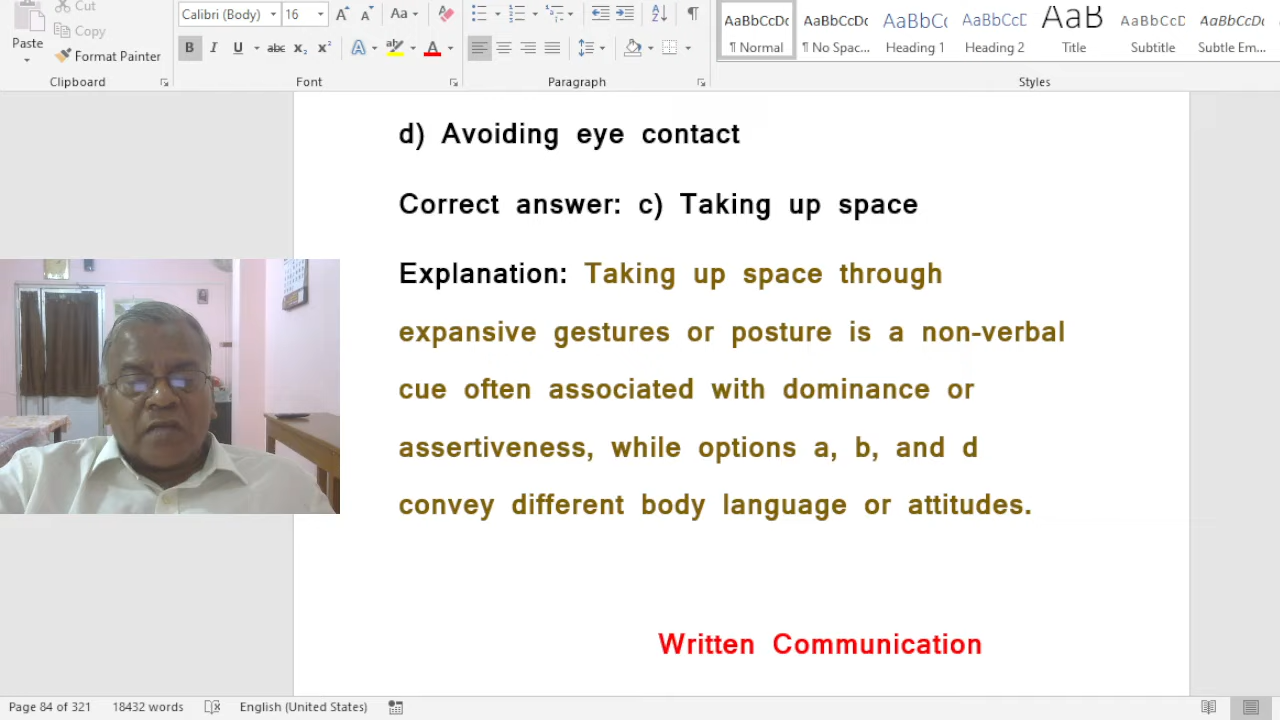 Cut
Calibri (Body) 16 Aa
AaBbCcDc AaBbCcDc AaBbCc AaBbCcD AaB AaBbCcD AaBbCcDc
Copy
Paste
Format Painter
B I U abc x₂ x² A A
¶ Normal ¶ No Spac... Heading 1 Heading 2 Title Subtitle Subtle Em...
Clipboard Font Paragraph Styles
d) Avoiding eye contact
Correct answer: c) Taking up space
Explanation: Taking up space through
expansive gestures or posture is a non-verbal
cue often associated with dominance or
assertiveness, while options a, b, and d
convey different body language or attitudes.
Written Communication
Page 84 of 321 18432 words English (United States)